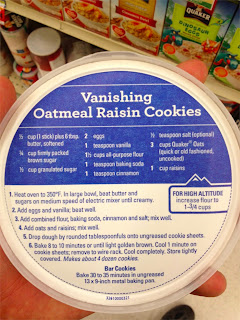 QUAKER
DINOSAUR
EGGS
Vanishing
Oatmeal Raisin Cookies
½ cup (1 stick) plus 6 tbsp.
butter, softened
¾ cup firmly packed
brown sugar
½ cup granulated sugar
2 eggs
1 teaspoon vanilla
1½ cups all-purpose flour
1 teaspoon baking soda
1 teaspoon cinnamon
½ teaspoon salt (optional)
3 cups Quaker® Oats
(quick or old fashioned,
uncooked)
1 cup raisins
1. Heat oven to 350°F. In large bowl, beat butter and
sugars on medium speed of electric mixer until creamy.
2. Add eggs and vanilla; beat well.
3. Add combined flour, baking soda, cinnamon and salt; mix well.
4. Add oats and raisins; mix well.
5. Drop dough by rounded tablespoonfuls onto ungreased cookie sheets.
6. Bake 8 to 10 minutes or until light golden brown. Cool 1 minute on
cookie sheets; remove to wire rack. Cool completely. Store tightly
covered. Makes about 4 dozen cookies.
FOR HIGH ALTITUDE
increase flour to
1-3/4 cups
Bar Cookies
Bake 30 to 35 minutes in ungreased
13 x 9-inch metal baking pan.